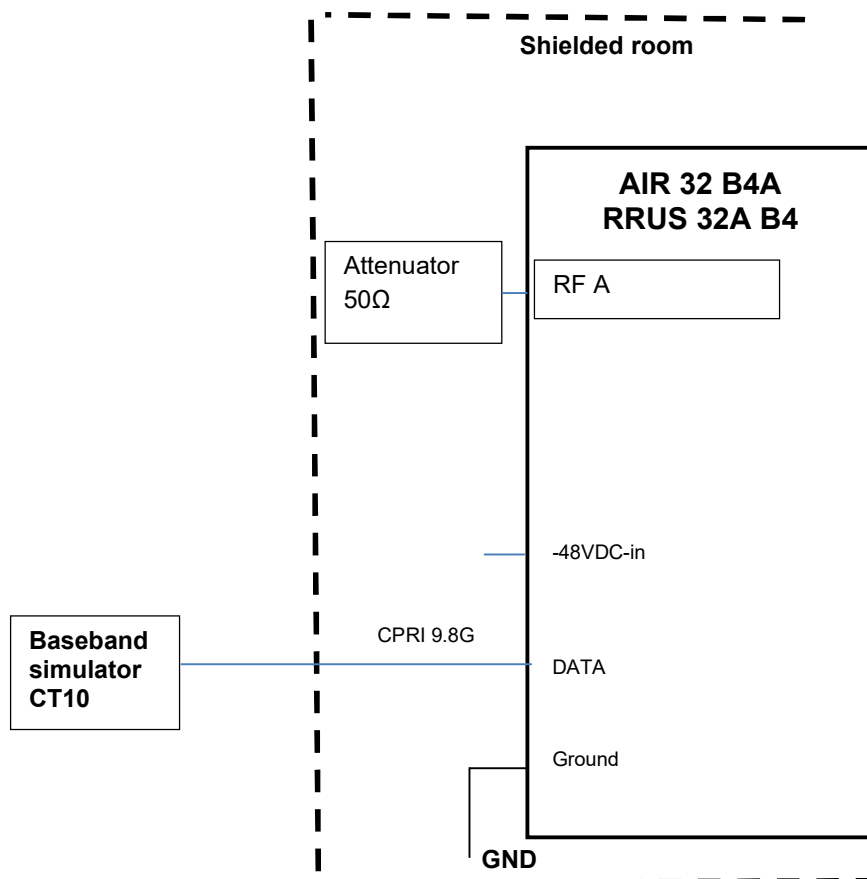 Shielded room
AIR 32 B4A
RRUS 32A B4
Attenuator
50Ω
RF A
-48VDC-in
CPRI 9.8G
Baseband
simulator
CT10
DATA
Ground
GND